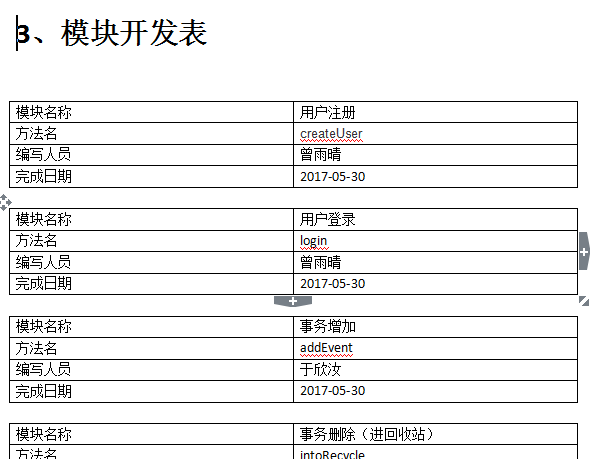 3、模块开发表
模块名称 用户注册
方法名 createUser
编写人员 曾雨晴
完成日期 2017-05-30
模块名称 用户登录
方法名 login
编写人员 曾雨晴
完成日期 2017-05-30
模块名称 事务增加
方法名 addEvent
编写人员 于欣汝
完成日期 2017-05-30
模块名称 事务删除（进回收站）
方法名 intoRecycle